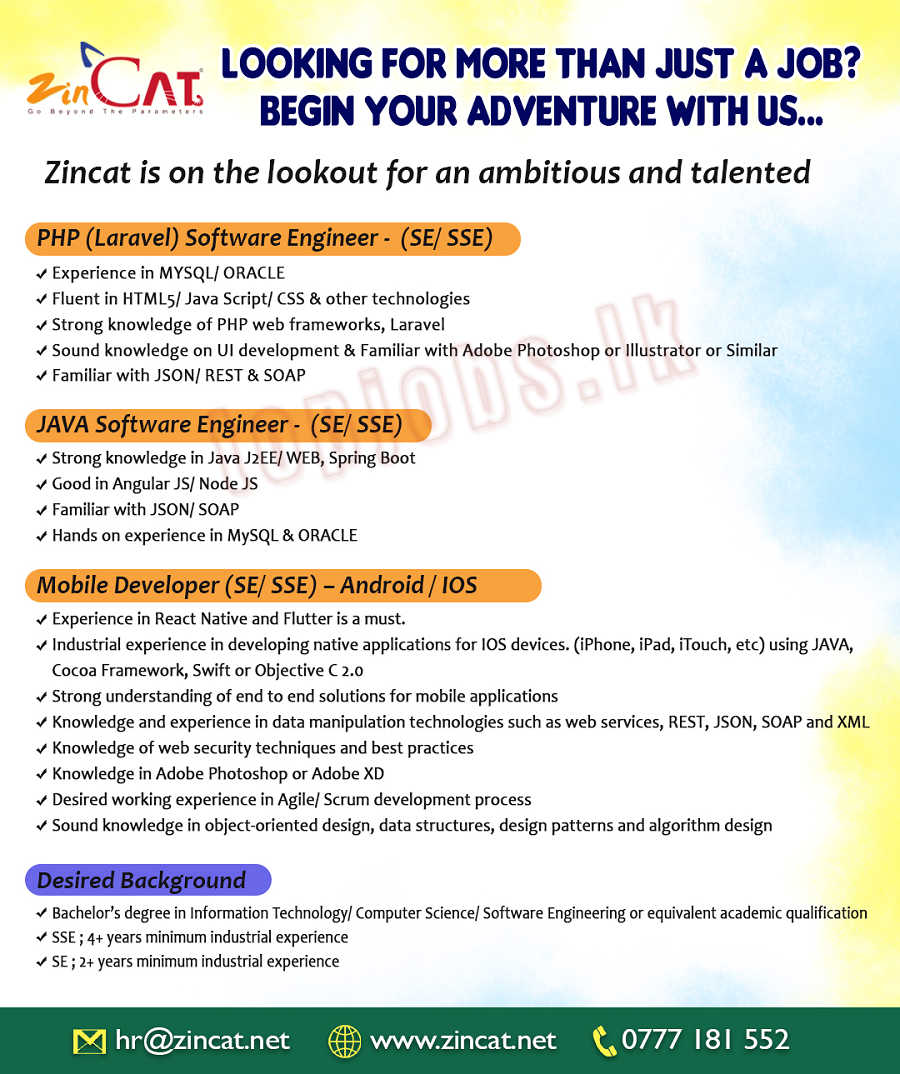 ZinCAT
Go Beyond The Parameters
LOOKING FOR MORE THAN JUST A JOB?
BEGIN YOUR ADVENTURE WITH US...
Zincat is on the lookout for an ambitious and talented
PHP (Laravel) Software Engineer - (SE/ SSE)
✓ Experience in MYSQL/ ORACLE
✓ Fluent in HTML5/ Java Script/ CSS & other technologies
✓ Strong knowledge of PHP web frameworks, Laravel
✓ Sound knowledge on UI development & Familiar with Adobe Photoshop or Illustrator or Similar
✓ Familiar with JSON/ REST & SOAP
topjobs.lk
JAVA Software Engineer - (SE/ SSE)
✓ Strong knowledge in Java J2EE/ WEB, Spring Boot
✓ Good in Angular JS/ Node JS
✓ Familiar with JSON/ SOAP
✓ Hands on experience in MySQL & ORACLE
Mobile Developer (SE/ SSE) – Android / IOS
✓ Experience in React Native and Flutter is a must.
✓ Industrial experience in developing native applications for IOS devices. (iPhone, iPad, iTouch, etc) using JAVA,
Cocoa Framework, Swift or Objective C 2.0
✓ Strong understanding of end to end solutions for mobile applications
✓ Knowledge and experience in data manipulation technologies such as web services, REST, JSON, SOAP and XML
✓ Knowledge of web security techniques and best practices
✓ Knowledge in Adobe Photoshop or Adobe XD
✓ Desired working experience in Agile/ Scrum development process
✓ Sound knowledge in object-oriented design, data structures, design patterns and algorithm design
Desired Background
✓ Bachelor's degree in Information Technology/ Computer Science/ Software Engineering or equivalent academic qualification
✓ SSE ; 4+ years minimum industrial experience
✓ SE ; 2+ years minimum industrial experience
hr@zincat.net www.zincat.net 0777 181 552